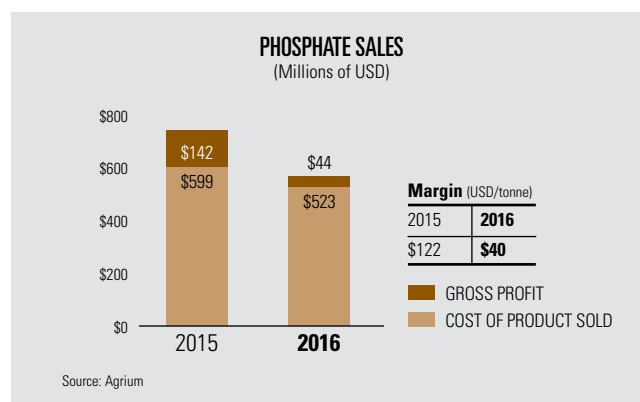 PHOSPHATE SALES
(Millions of USD)
$800
$600
$400
$200
$0
$142
$599
$44
$523
2015
2016
Margin (USD/tonne)
2015 2016
$122 $40
GROSS PROFIT
COST OF PRODUCT SOLD
Source: Agrium